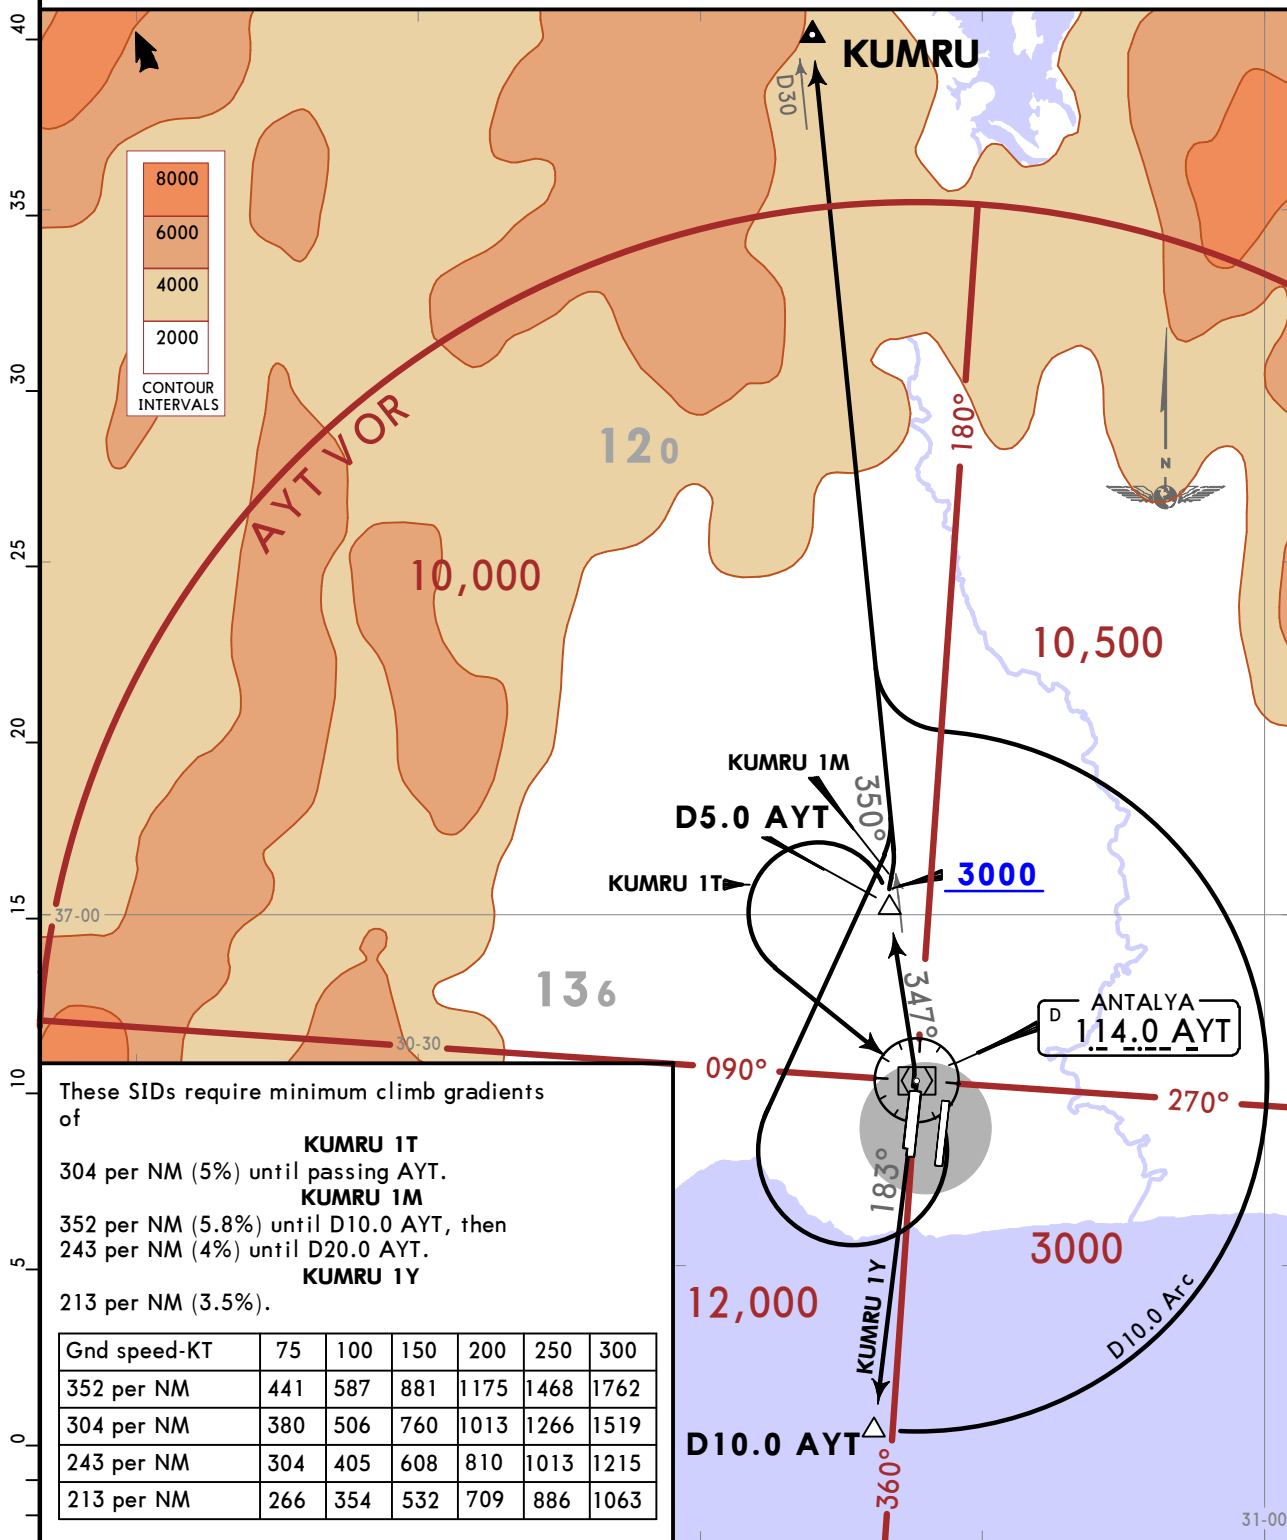 40
KUMRU
D30
35
8000
6000
4000
2000
CONTOUR
INTERVALS
30
AYT VOR
120
180°
N
25
10,000
10,500
20
KUMRU 1M
350°
D5.0 AYT
KUMRU 1T
3000
15
37-00
136
347°
ANTALYA
D 114.0 AYT
30-30
10
090°
270°
These SIDs require minimum climb gradients
of
KUMRU 1T
304 per NM (5%) until passing AYT.
KUMRU 1M
352 per NM (5.8%) until D10.0 AYT, then
243 per NM (4%) until D20.0 AYT.
KUMRU 1Y
213 per NM (3.5%).
183°
3000
5
12,000
KUMRU 1Y
D10.0 Arc
Gnd speed-KT 75 100 150 200 250 300
352 per NM 441 587 881 1175 1468 1762
304 per NM 380 506 760 1013 1266 1519
243 per NM 304 405 608 810 1013 1215
213 per NM 266 354 532 709 886 1063
0
D10.0 AYT
360°
31-00